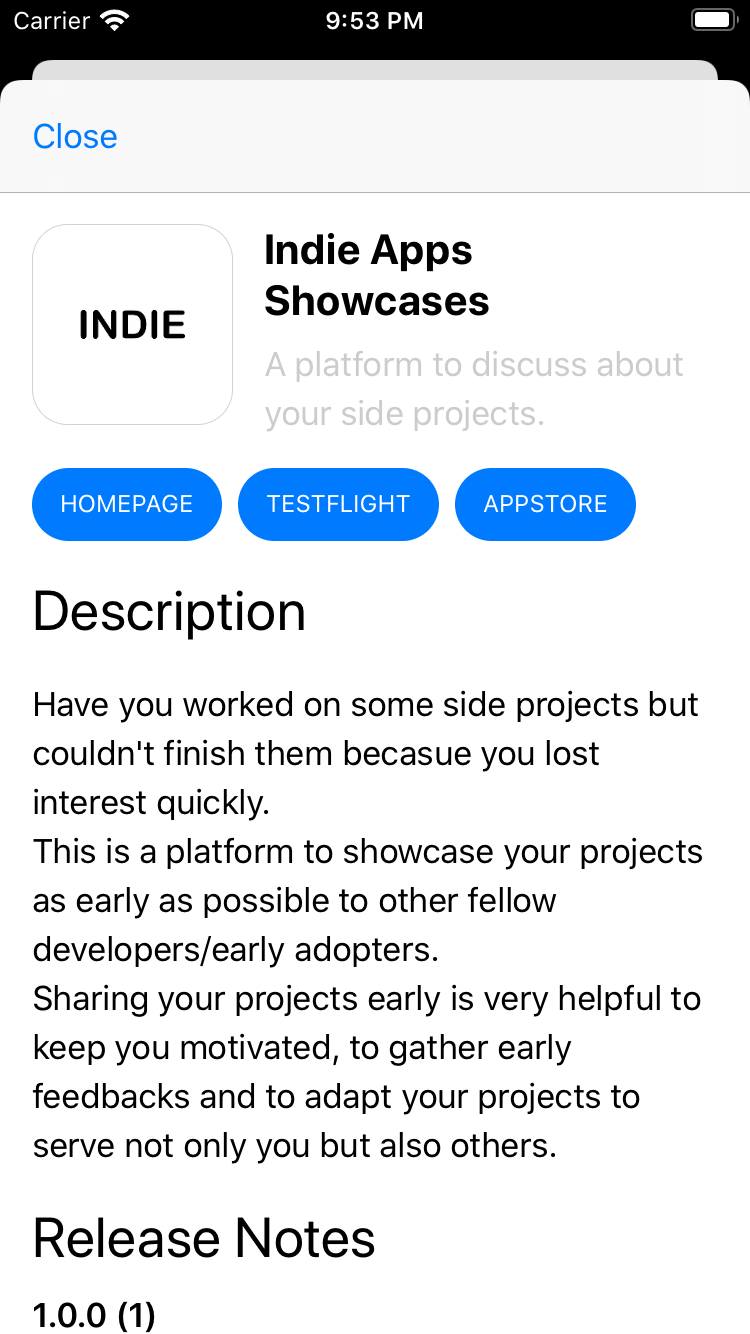 Carrier 9:53 PM
Close
INDIE
Indie Apps
Showcases
A platform to discuss about
your side projects.
HOMEPAGE TESTFLIGHT APPSTORE
Description
Have you worked on some side projects but
couldn't finish them becasue you lost
interest quickly.
This is a platform to showcase your projects
as early as possible to other fellow
developers/early adopters.
Sharing your projects early is very helpful to
keep you motivated, to gather early
feedbacks and to adapt your projects to
serve not only you but also others.
Release Notes
1.0.0 (1)